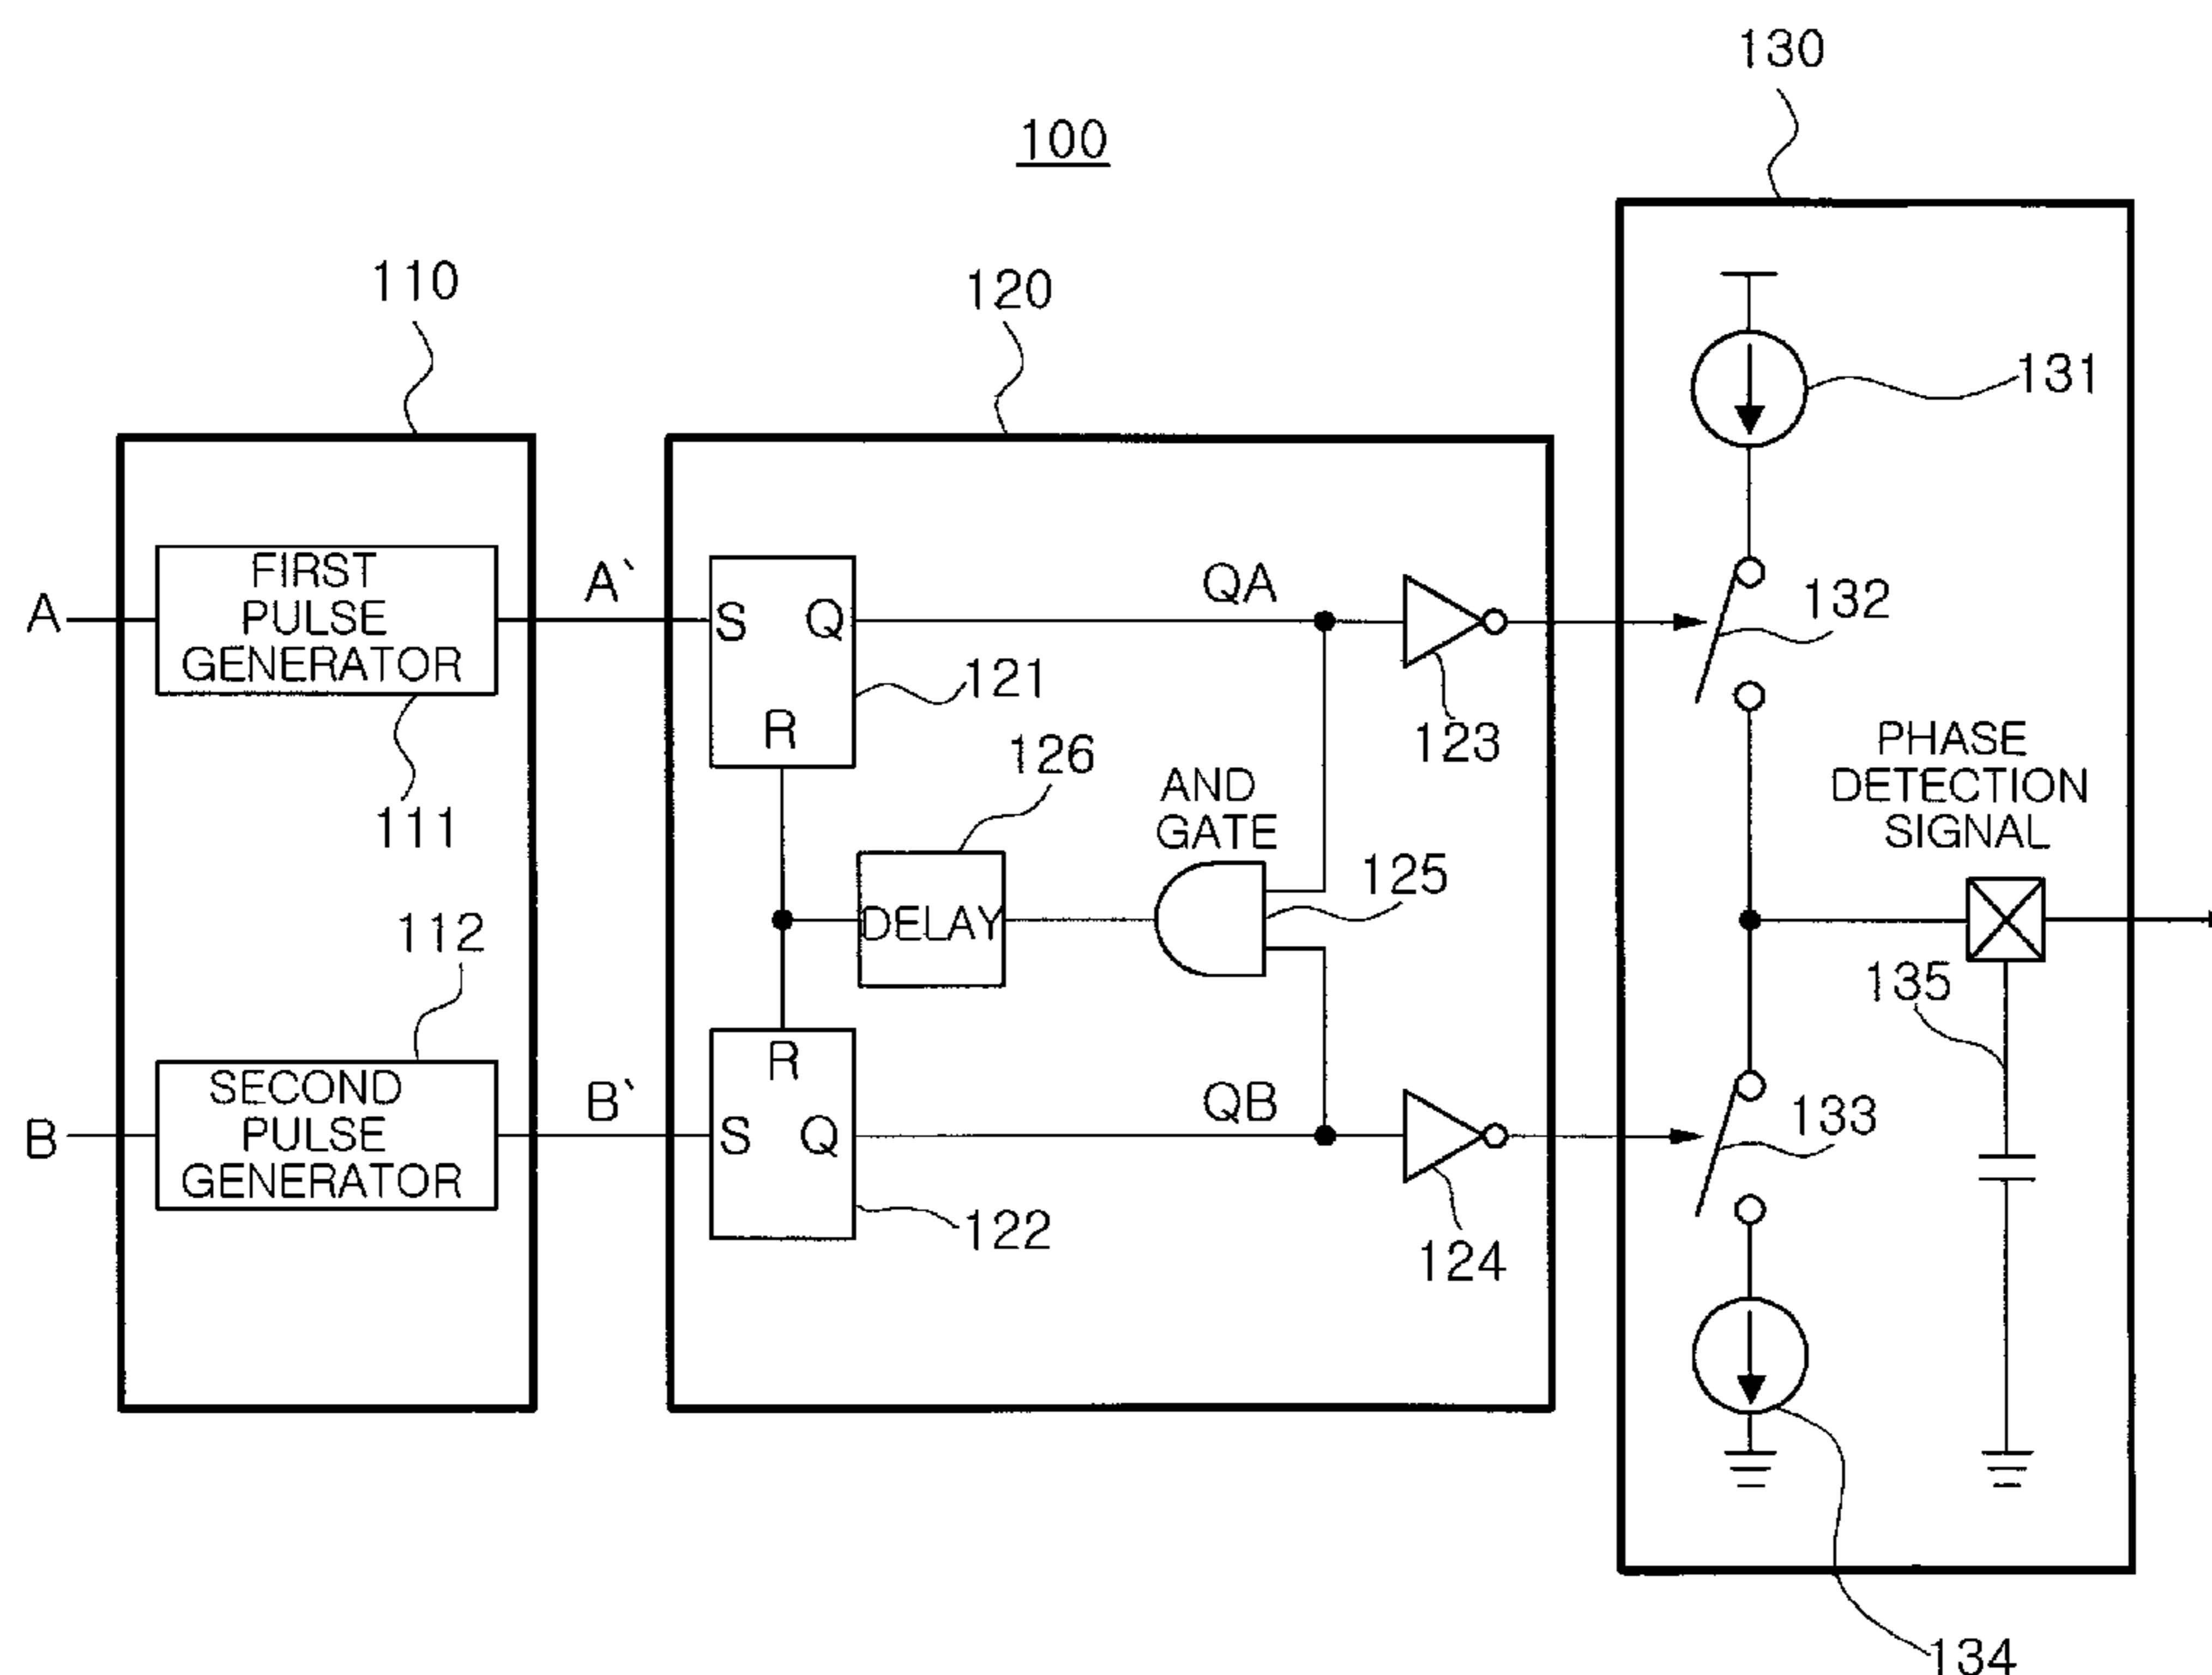 130
100
110
120
131
A
FIRST
PULSE
GENERATOR
A`
S
Q
R
121
QA
123
132
111
126
AND
GATE
125
DELAY
PHASE
DETECTION
SIGNAL
135
112
B
SECOND
PULSE
GENERATOR
B`
R
S
Q
122
QB
124
133
134